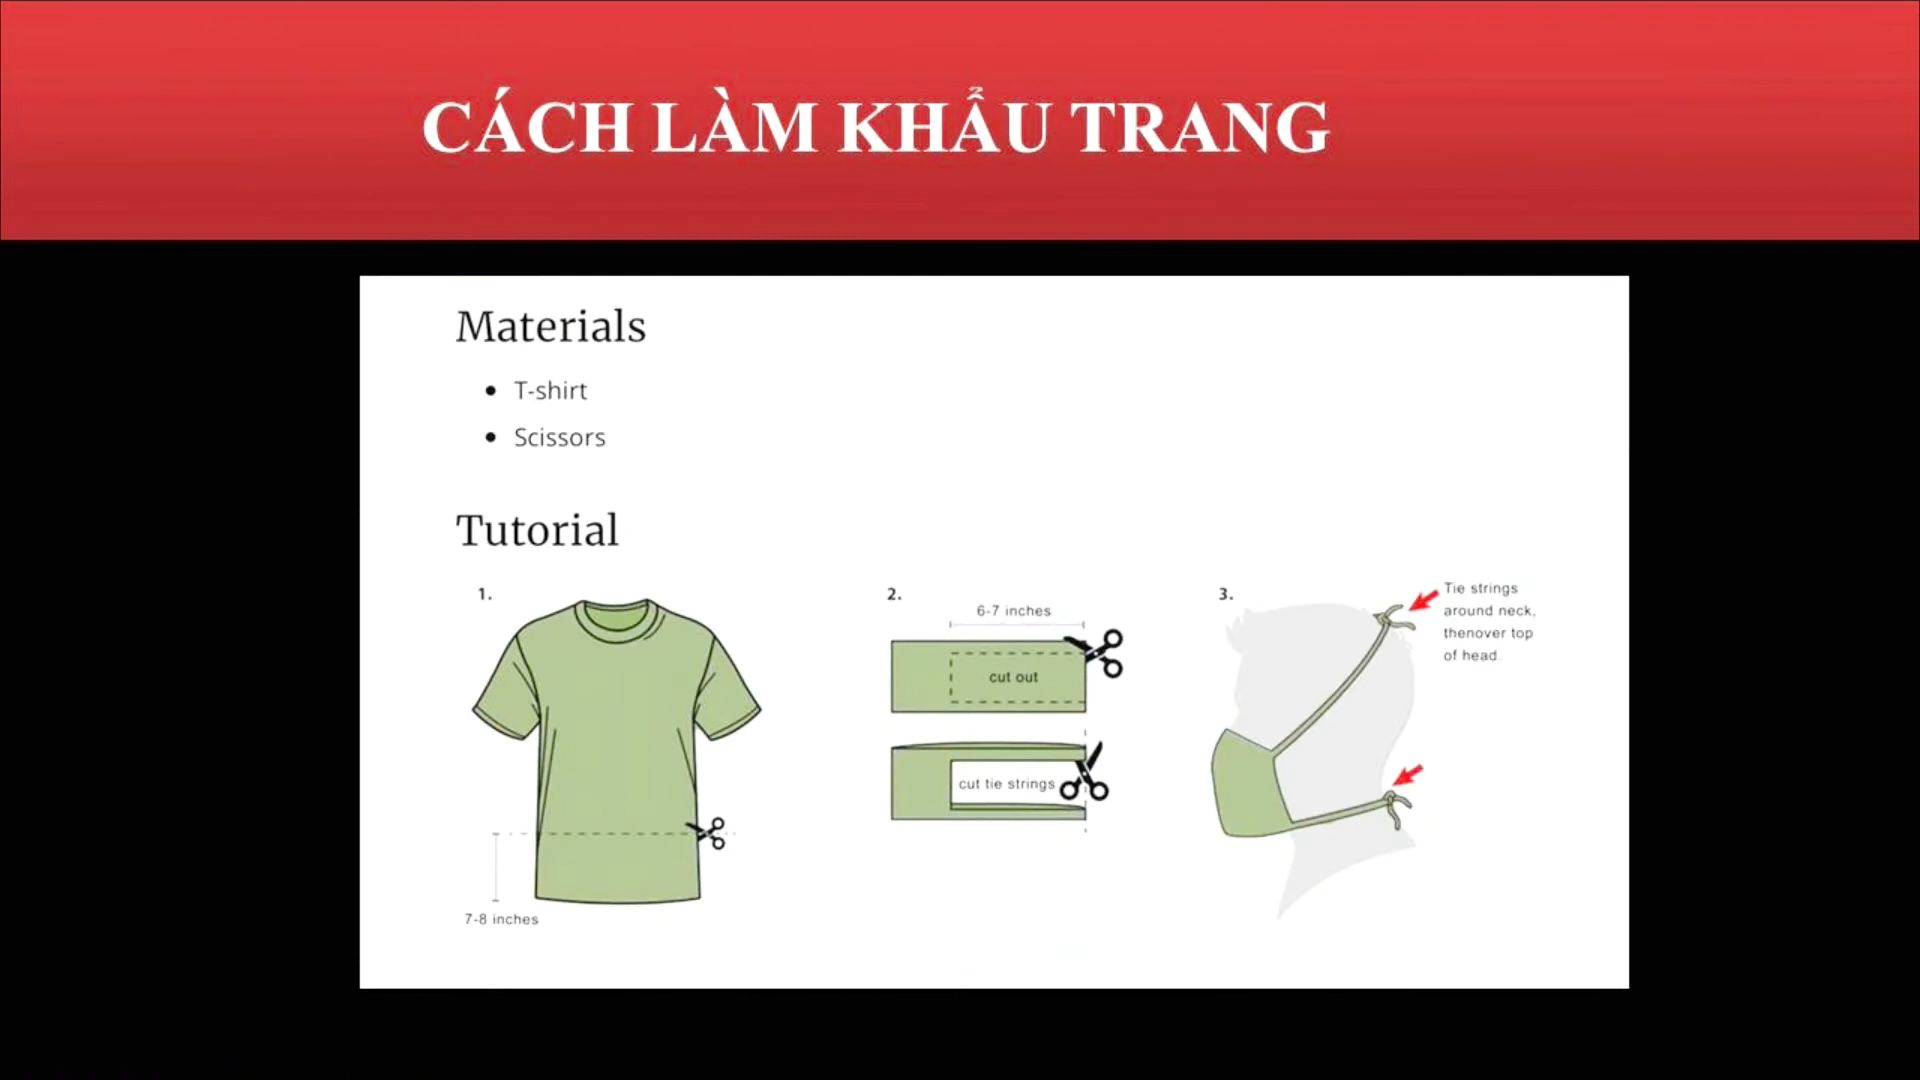 CÁCH LÀM KHẨU TRANG
Materials
• T-shirt
• Scissors
Tutorial
1.
7-8 inches
2.
6-7 inches
cut out
cut tie strings
3.
Tie strings
around neck,
thenover top
of head.